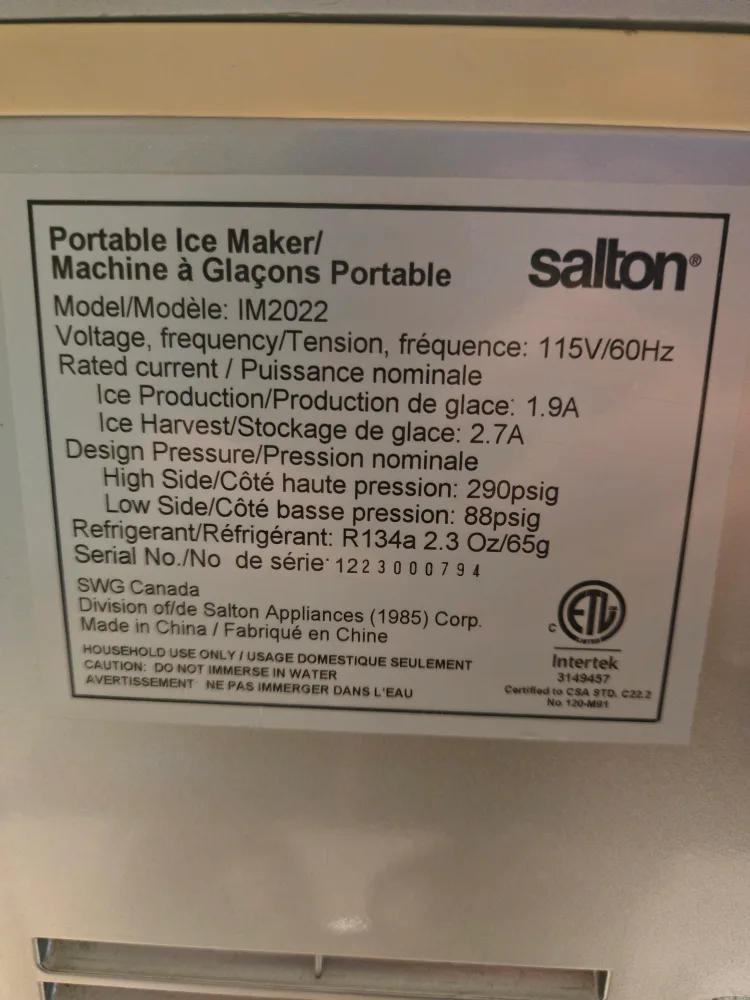 Portable Ice Maker/
Machine à Glaçons Portable
salton®
Model/Modèle: IM2022
Voltage, frequency/Tension, fréquence: 115V/60Hz
Rated current / Puissance nominale
Ice Production/Production de glace: 1.9A
Ice Harvest/Stockage de glace: 2.7A
Design Pressure/Pression nominale
High Side/Côté haute pression: 290psig
Low Side/Côté basse pression: 88psig
Refrigerant/Réfrigérant: R134a 2.3 Oz/65g
Serial No./No de série: 1223000794
SWG Canada
Division of/de Salton Appliances (1985) Corp.
Made in China / Fabriqué en Chine
HOUSEHOLD USE ONLY / USAGE DOMESTIQUE SEULEMENT
CAUTION: DO NOT IMMERSE IN WATER
AVERTISSEMENT: NE PAS IMMERGER DANS L'EAU
C ETL LISTED
Intertek
3149457
Certified to CSA STD. C22.2
No. 120-M91